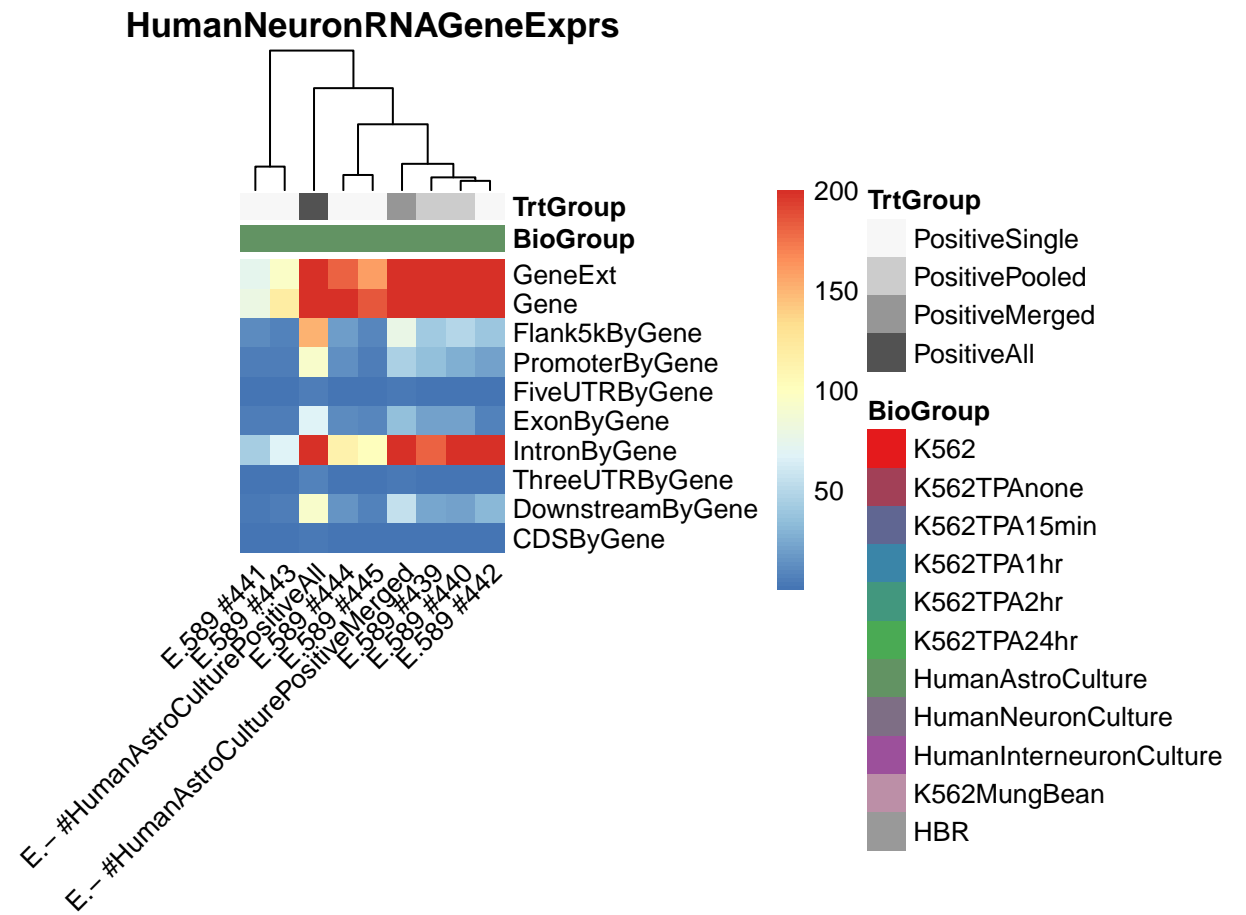 HumanNeuronRNAGeneExprs
TrtGroup
BioGroup
GeneExt
Gene
Flank5kByGene
PromoterByGene
FiveUTRByGene
ExonByGene
IntronByGene
ThreeUTRByGene
DownstreamByGene
CDSByGene
E.589 #441
E.589 #443
E.– #HumanAstroCulturePositiveAll
E.589 #444
E.589 #445
E.– #HumanAstroCulturePositiveMerged
E.589 #439
E.589 #440
E.589 #442
200
150
100
50
TrtGroup
PositiveSingle
PositivePooled
PositiveMerged
PositiveAll
BioGroup
K562
K562TPAnone
K562TPA15min
K562TPA1hr
K562TPA2hr
K562TPA24hr
HumanAstroCulture
HumanNeuronCulture
HumanInterneuronCulture
K562MungBean
HBR